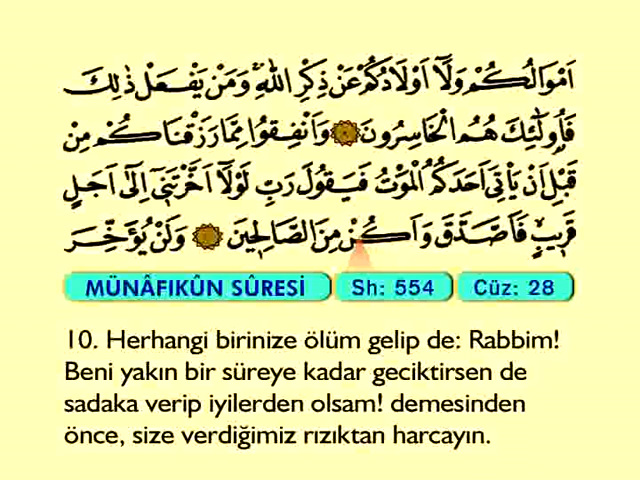 اَمْوَالُكُمْ وَلَٓا اَوْلَادُكُمْ عَنْ ذِكْرِ اللّٰهِۚ وَمَنْ يَفْعَلْ ذٰلِكَ
فَاُو۬لٰٓئِكَ هُمُ الْخَاسِرُونَ وَاَنْفِقُوا مِمَّا رَزَقْنَاكُمْ مِنْ
قَبْلِ اَنْ يَأْتِيَ اَحَدَكُمُ الْمَوْتُ فَيَقُولَ رَبِّ لَوْلَٓا اَخَّرْتَنٖٓي اِلٰٓى اَجَلٍ
قَرٖيبٍۙ فَاَصَّدَّقَ وَاَكُنْ مِنَ الصَّالِحٖينَ وَلَنْ يُؤَخِّرَ
MÜNÂFIKÛN SÛRESİ Sh: 554 Cüz: 28
10. Herhangi birinize ölüm gelip de: Rabbim!
Beni yakın bir süreye kadar geciktirsen de
sadaka verip iyilerden olsam! demesinden
önce, size verdiğimiz rızıktan harcayın.